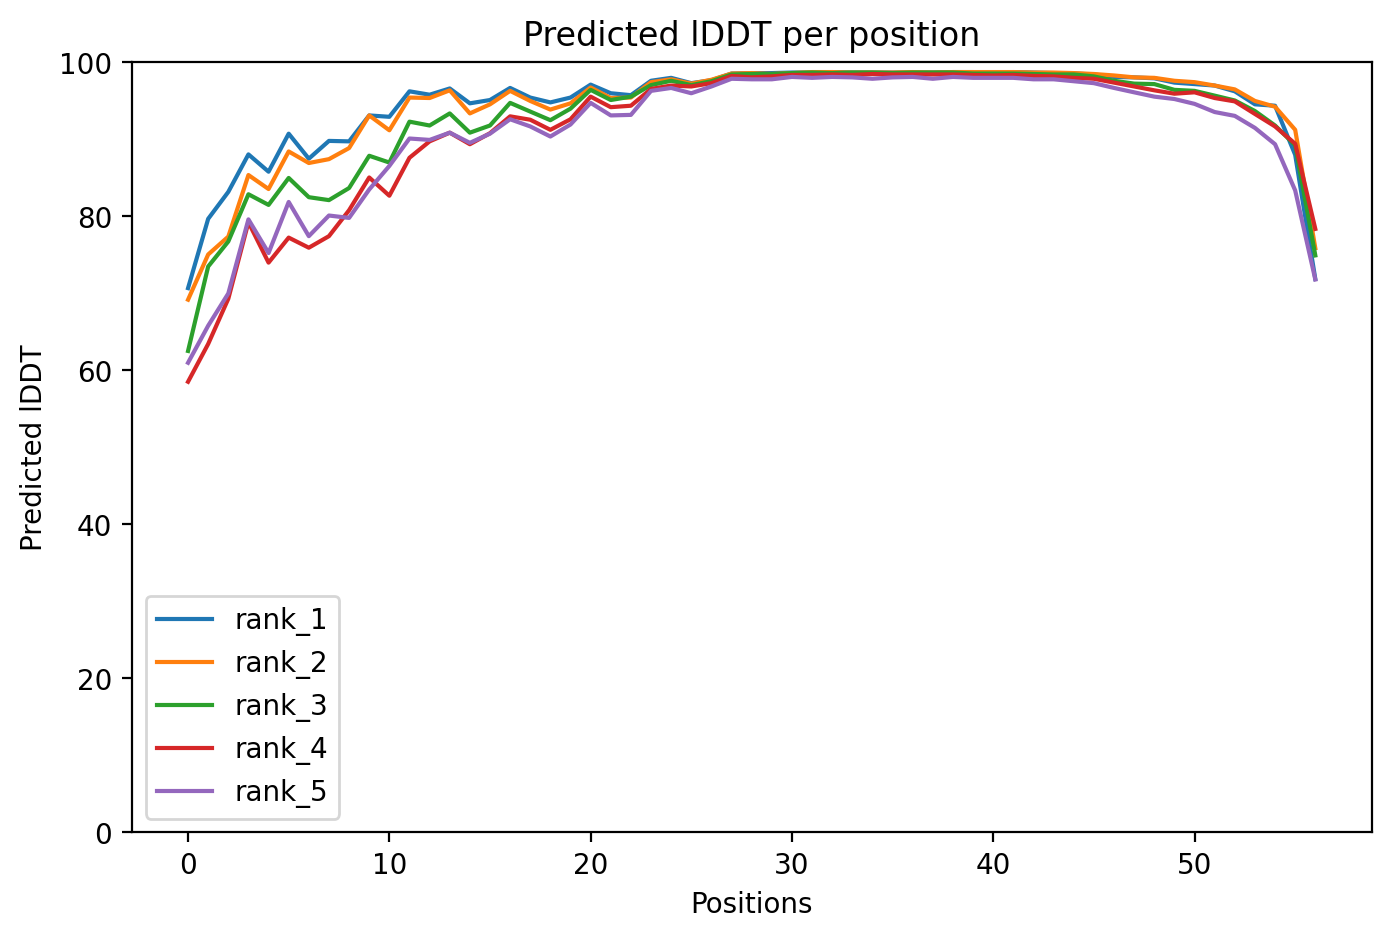 Predicted lDDT per position
100
80
60
40
20
0
Predicted lDDT
rank_1
rank_2
rank_3
rank_4
rank_5
0 10 20 30 40 50
Positions